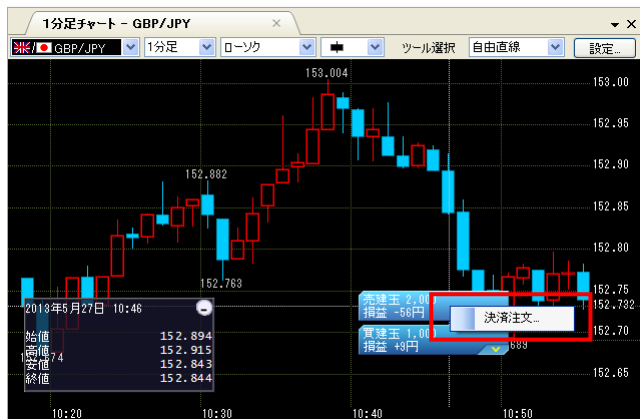 1分足チャート - GBP/JPY
GBP/JPY 1分足 ローソク ツール選択 自由直線 設定...
153.004
153.00
152.95
152.90
152.882
152.85
152.80
152.763
152.75
152.732
152.70
152.65
2013年5月27日 10:46
始値 152.894
高値 152.915
安値 152.843
終値 152.844
売建玉 2,00
損益 -56円
決済注文...
買建玉 1,00
損益 +9円
689
10:20 10:30 10:40 10:50